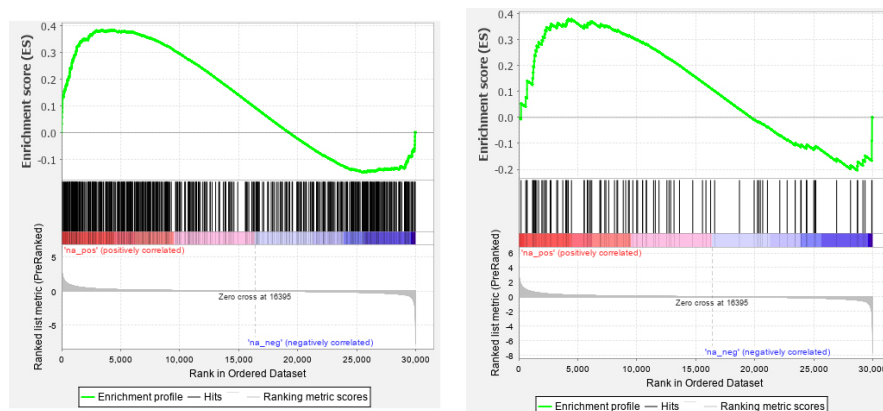 Enrichment score (ES)
0.4
0.3
0.2
0.1
0.0
-0.1
'na_pos' (positively correlated)
Ranked list metric (PreRanked)
5
0
-5
Zero cross at 16395
'na_neg' (negatively correlated)
0 5,000 10,000 15,000 20,000 25,000 30,000
Rank in Ordered Dataset
Enrichment profile Hits Ranking metric scores
Enrichment score (ES)
0.4
0.3
0.2
0.1
0.0
-0.1
-0.2
'na_pos' (positively correlated)
Ranked list metric (PreRanked)
6
4
2
0
-2
-4
-6
-8
Zero cross at 16395
'na_neg' (negatively correlated)
0 5,000 10,000 15,000 20,000 25,000 30,000
Rank in Ordered Dataset
Enrichment profile Hits Ranking metric scores